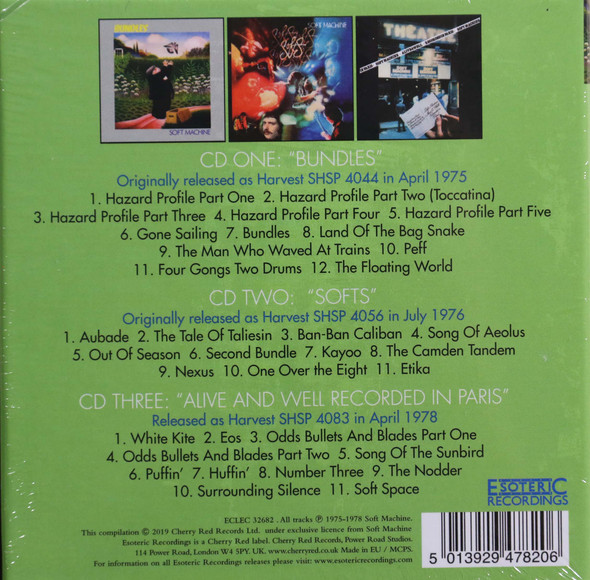 BUNDLES
SOFT MACHINE
SOFT MACHINE
SOFTS
THEATRE
CD ONE: "BUNDLES"
Originally released as Harvest SHSP 4044 in April 1975
1. Hazard Profile Part One 2. Hazard Profile Part Two (Toccatina)
3. Hazard Profile Part Three 4. Hazard Profile Part Four 5. Hazard Profile Part Five
6. Gone Sailing 7. Bundles 8. Land Of The Bag Snake
9. The Man Who Waved At Trains 10. Peff
11. Four Gongs Two Drums 12. The Floating World
CD TWO: "SOFTS"
Originally released as Harvest SHSP 4056 in July 1976
1. Aubade 2. The Tale Of Taliesin 3. Ban-Ban Caliban 4. Song Of Aeolus
5. Out Of Season 6. Second Bundle 7. Kayoo 8. The Camden Tandem
9. Nexus 10. One Over the Eight 11. Etika
CD THREE: "ALIVE AND WELL RECORDED IN PARIS"
Released as Harvest SHSP 4083 in April 1978
1. White Kite 2. Eos 3. Odds Bullets And Blades Part One
4. Odds Bullets And Blades Part Two 5. Song Of The Sunbird
6. Puffin' 7. Huffin' 8. Number Three 9. The Nodder
10. Surrounding Silence 11. Soft Space
ESOTERIC
RECORDINGS
ECLEC 32682 . All tracks ℗ 1975-1978 Soft Machine.
This compilation © 2019 Cherry Red Records Ltd. under exclusive licence from Soft Machine
Esoteric Recordings is a Cherry Red label. Cherry Red Records, Power Road Studios.
114 Power Road, London W4 5PY. UK. www.cherryred.co.uk Made in EU / MCPS.
For information on all Esoteric Recordings releases please visit: www.esotericrecordings.com
5 013929 478206